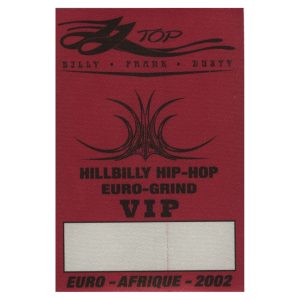 ZZ TOP
BILLY • FRANK • DUSTY
HILLBILLY HIP-HOP
EURO-GRIND
VIP
EURO - AFRIQUE - 2002